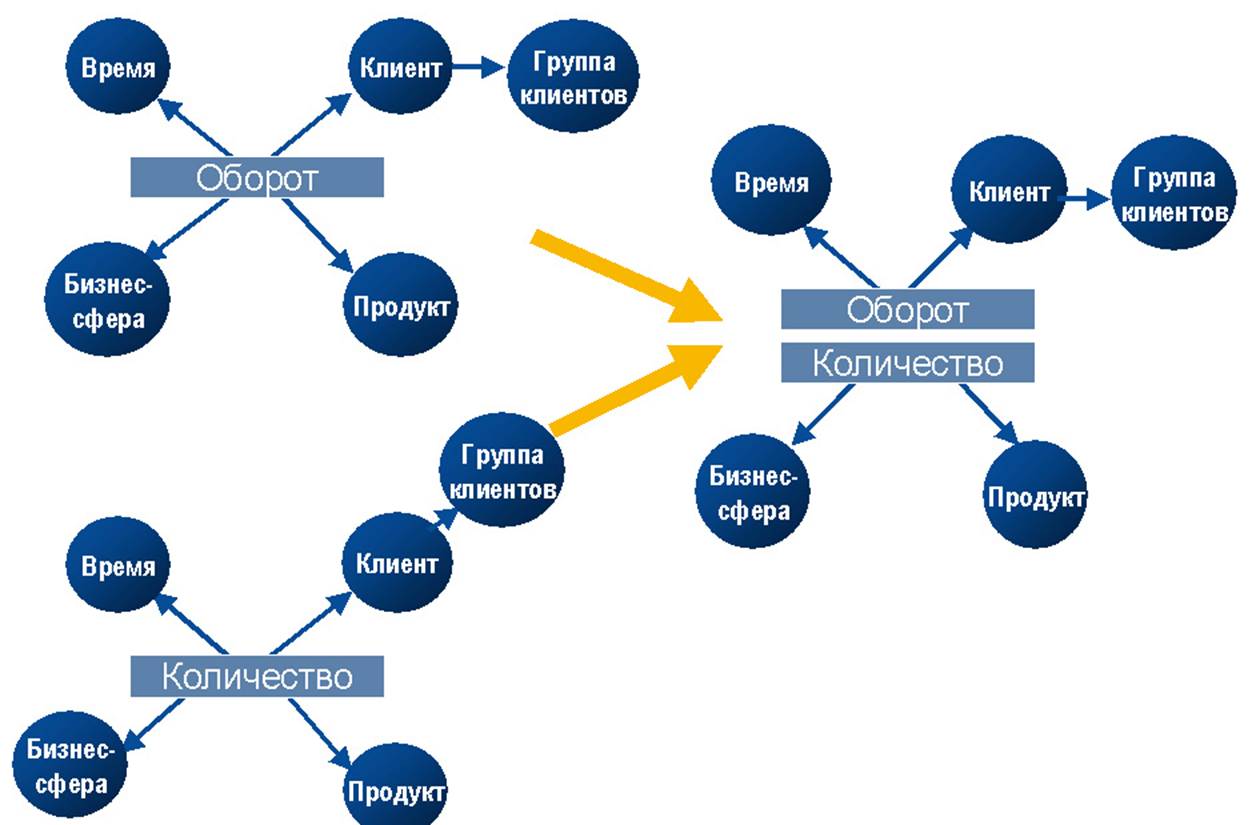 Время
Клиент
Группа
клиентов
Оборот
Бизнес-
сфера
Продукт
Время
Клиент
Группа
клиентов
Оборот
Количество
Бизнес-
сфера
Продукт
Группа
клиентов
Время
Клиент
Количество
Бизнес-
сфера
Продукт